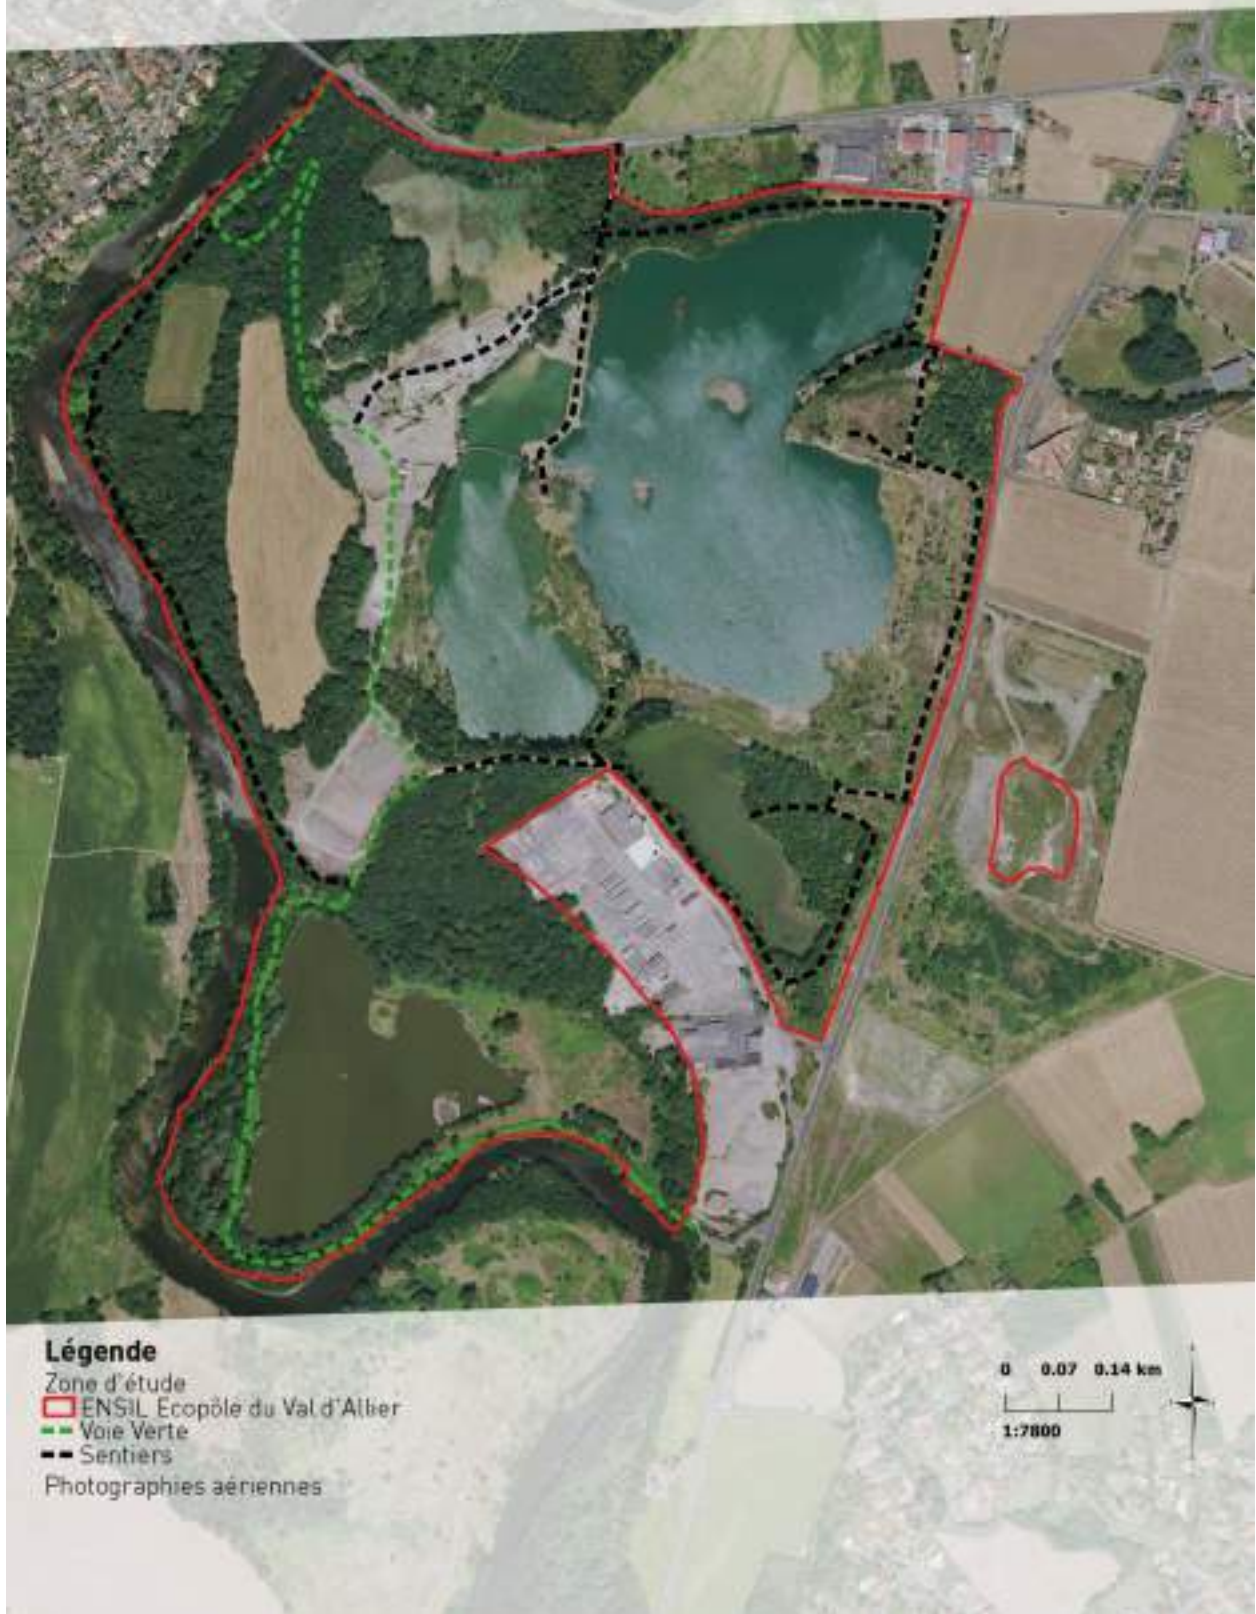 Légende
Zone d'étude
ENSIL Ecopôle du Val d'Allier
Voie Verte
Sentiers
Photographies aériennes
0 0.07 0.14 km
1:7800